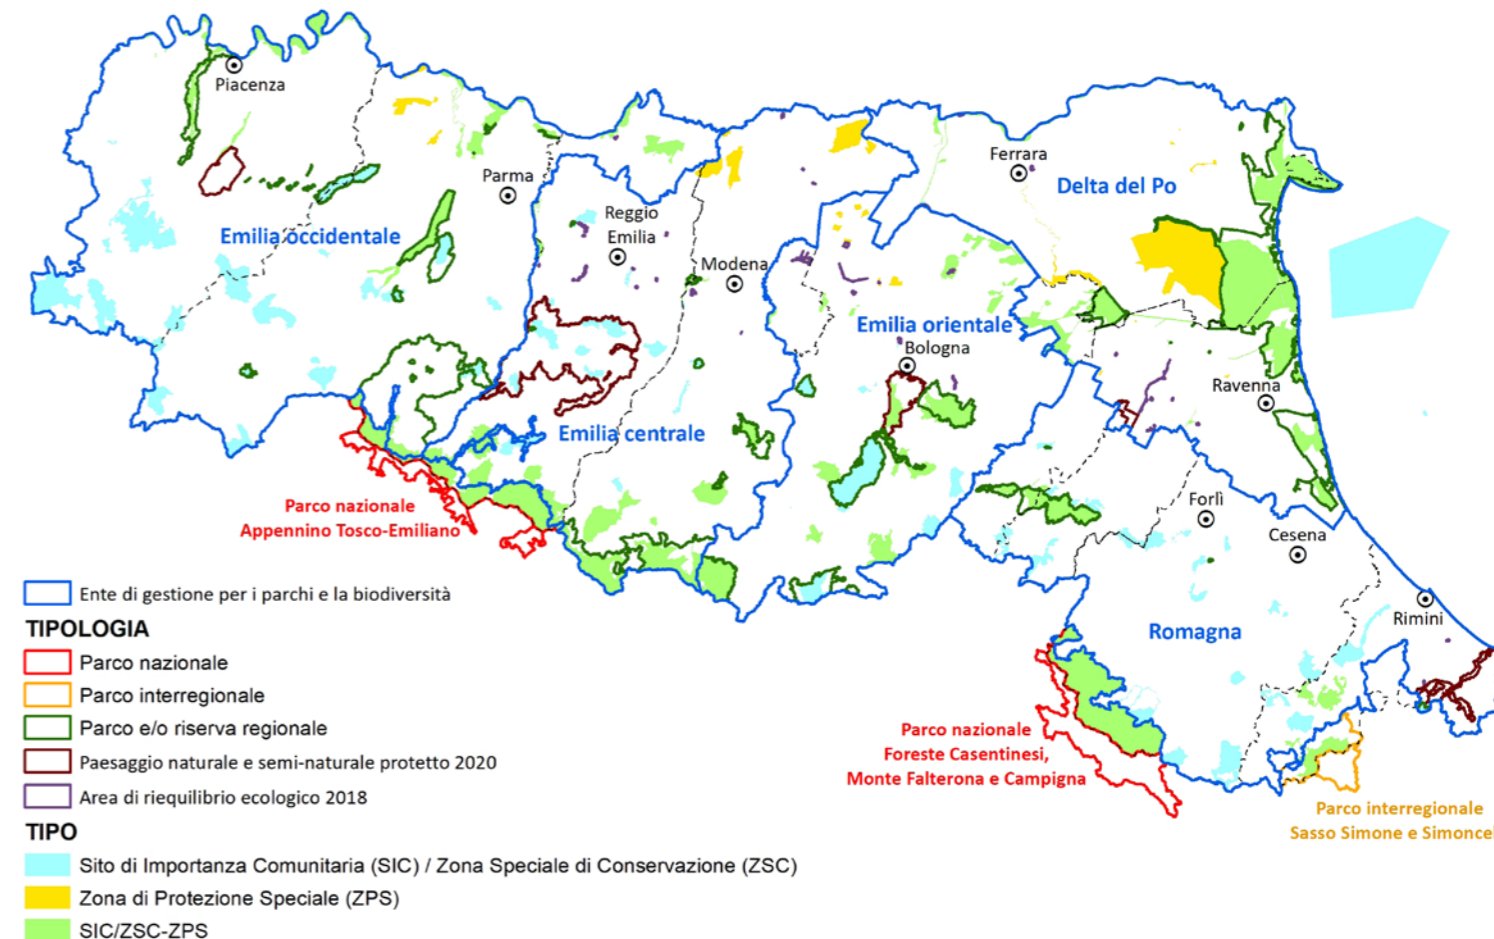 Piacenza
Ferrara
Parma
Delta del Po
Reggio
Emilia
Emilia occidentale
Modena
Emilia orientale
Bologna
Ravenna
Emilia centrale
Parco nazionale
Appennino Tosco-Emiliano
Forlì
Cesena
Rimini
Romagna
Parco nazionale
Foreste Casentinesi,
Monte Falterona e Campigna
Parco interregionale
Sasso Simone e Simoncel
Ente di gestione per i parchi e la biodiversità
TIPOLOGIA
Parco nazionale
Parco interregionale
Parco e/o riserva regionale
Paesaggio naturale e semi-naturale protetto 2020
Area di riequilibrio ecologico 2018
TIPO
Sito di Importanza Comunitaria (SIC) / Zona Speciale di Conservazione (ZSC)
Zona di Protezione Speciale (ZPS)
SIC/ZSC-ZPS